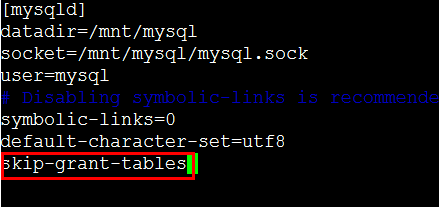 [mysqld]
datadir=/mnt/mysql
socket=/mnt/mysql/mysql.sock
user=mysql
# Disabling symbolic-links is recommende
symbolic-links=0
default-character-set=utf8
skip-grant-tables